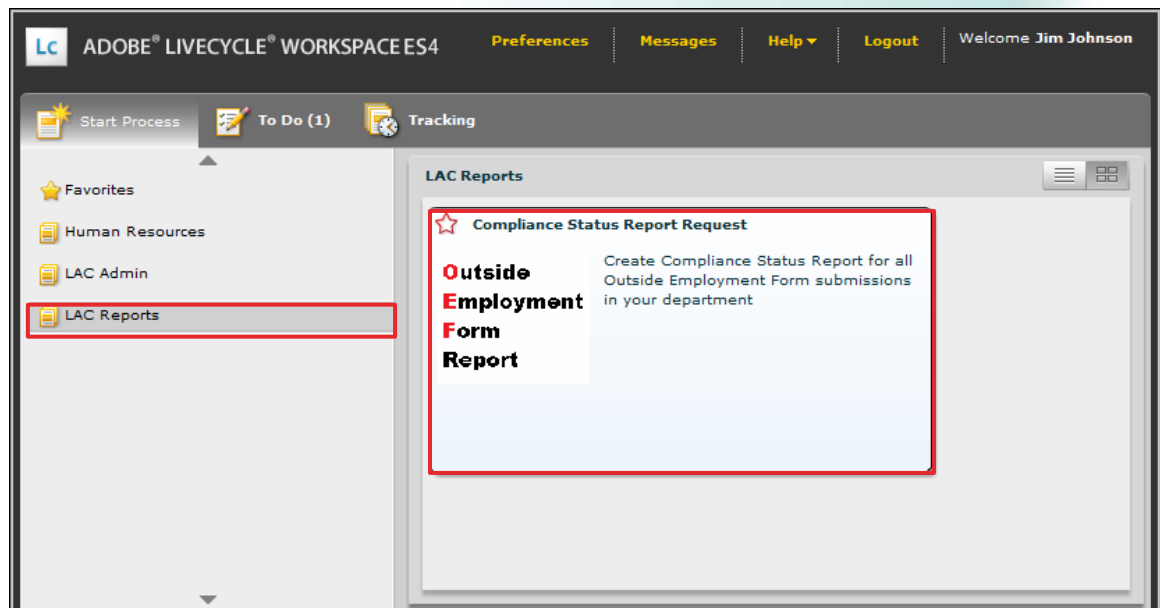 LC ADOBE® LIVECYCLE® WORKSPACE ES4 Preferences Messages Help Logout Welcome Jim Johnson
Start Process To Do (1) Tracking
Favorites
Human Resources
LAC Admin
LAC Reports
LAC Reports
Compliance Status Report Request
Outside
Employment
Form
Report
Create Compliance Status Report for all
Outside Employment Form submissions
in your department